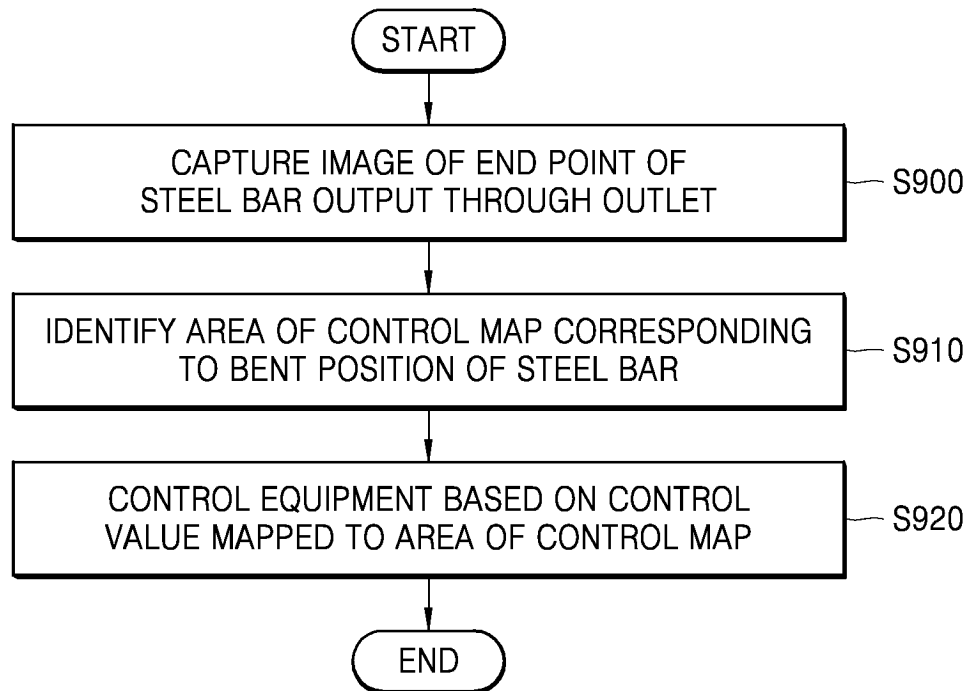 START
CAPTURE IMAGE OF END POINT OF
STEEL BAR OUTPUT THROUGH OUTLET
S900
IDENTIFY AREA OF CONTROL MAP CORRESPONDING
TO BENT POSITION OF STEEL BAR
S910
CONTROL EQUIPMENT BASED ON CONTROL
VALUE MAPPED TO AREA OF CONTROL MAP
S920
END